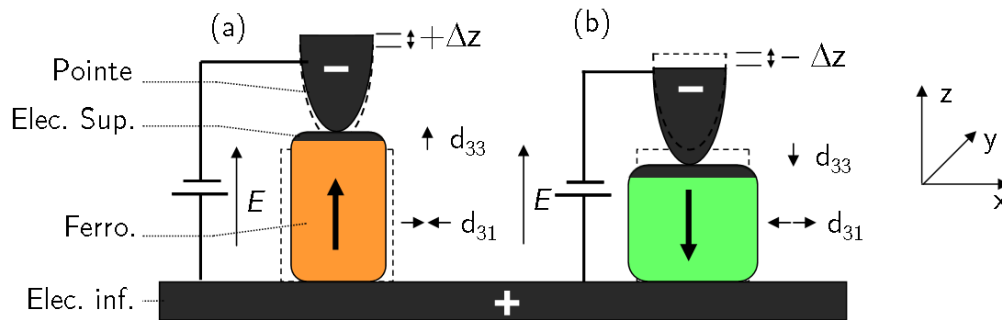 (a)
+Δz
(b)
− Δz
Pointe
−
−
Elec. Sup.
z
d33
d33
y
E
E
x
Ferro.
d31
d31
Elec. inf.
+